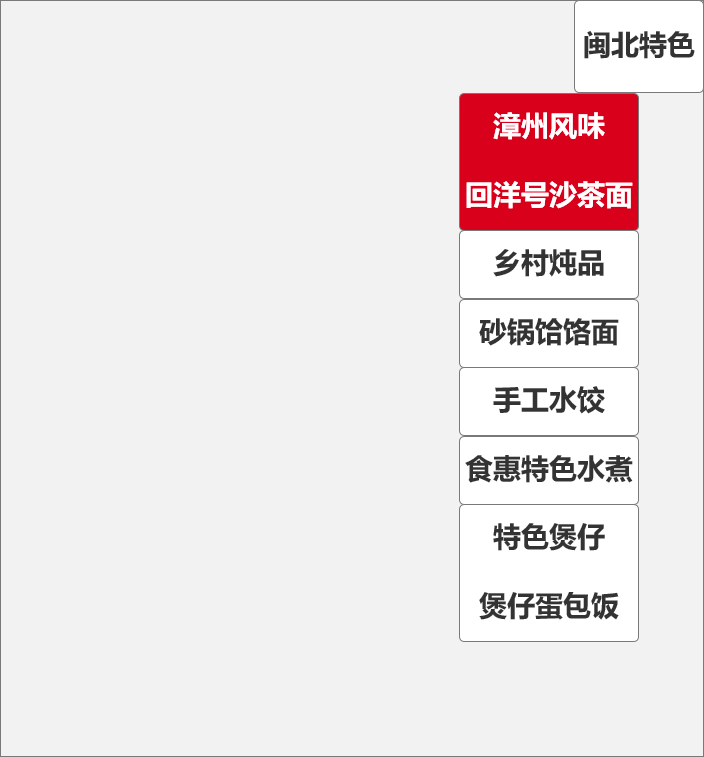 闽北特色
漳州风味
回洋号沙茶面
乡村炖品
砂锅饸饹面
手工水饺
食惠特色水煮
特色煲仔
煲仔蛋包饭